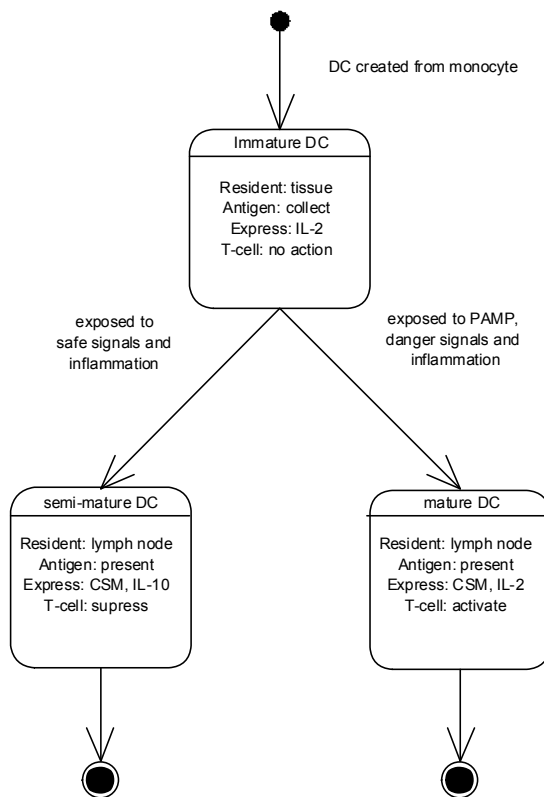 DC created from monocyte
Immature DC
Resident: tissue
Antigen: collect
Express: IL-2
T-cell: no action
exposed to
safe signals and
inflammation
exposed to PAMP,
danger signals and
inflammation
semi-mature DC
Resident: lymph node
Antigen: present
Express: CSM, IL-10
T-cell: supress
mature DC
Resident: lymph node
Antigen: present
Express: CSM, IL-2
T-cell: activate